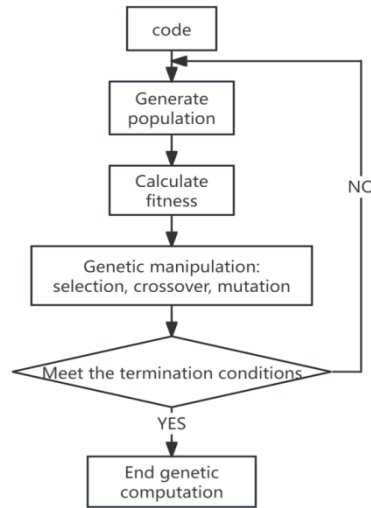 code
Generate
population
Calculate
fitness
NO
Genetic manipulation:
selection, crossover, mutation
Meet the termination conditions
YES
End genetic
computation